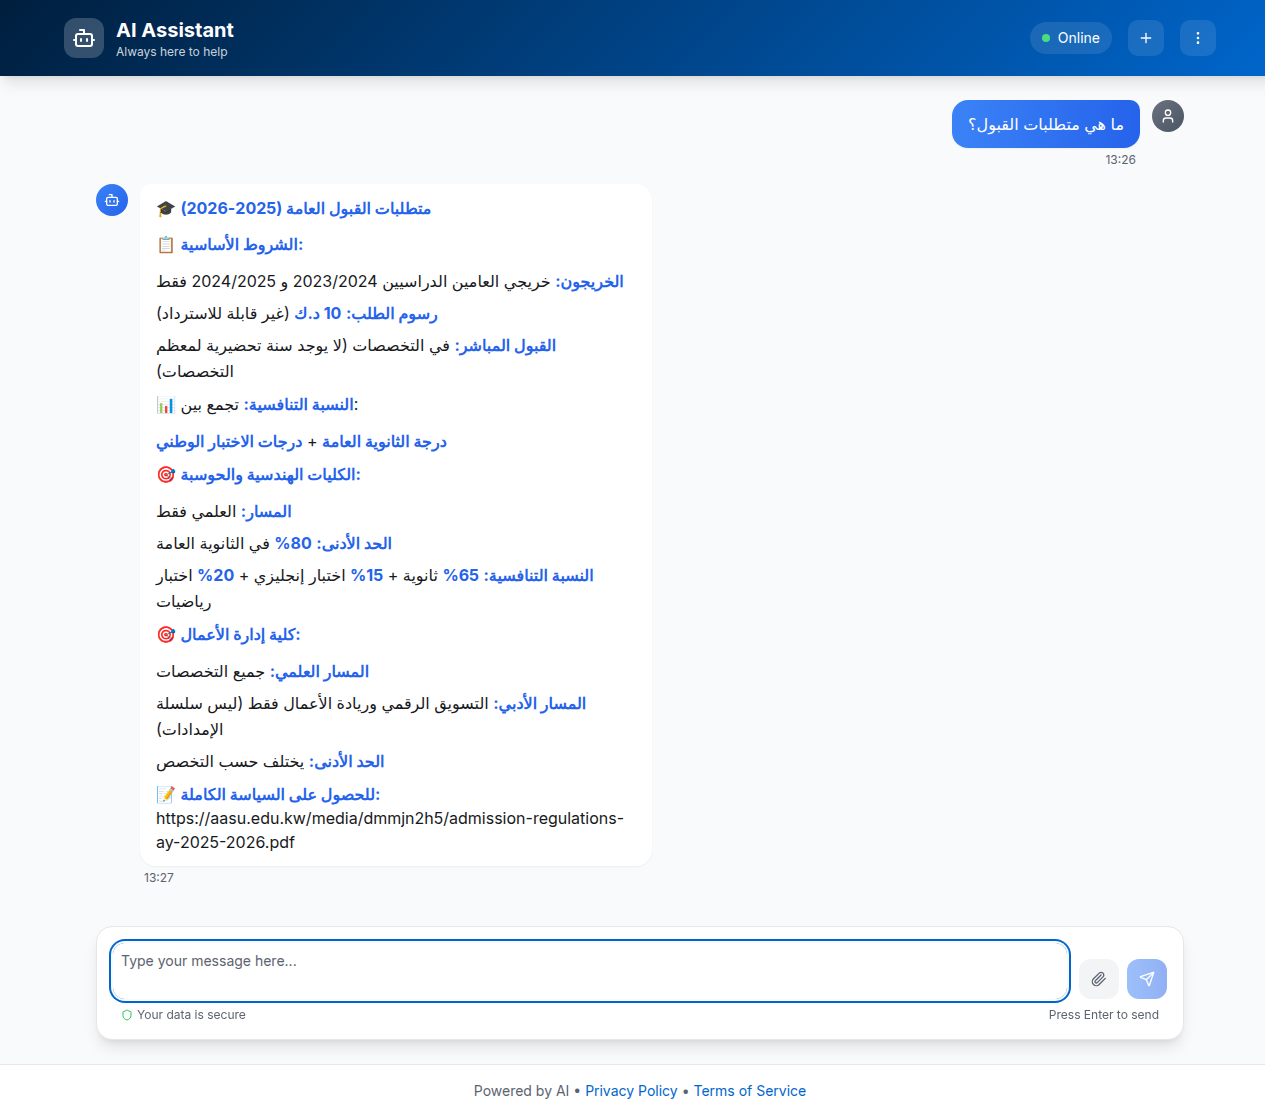 AI Assistant
Always here to help
Online
ما هي متطلبات القبول؟
13:26
🎓 متطلبات القبول العامة (2025-2026)
📋 الشروط الأساسية:
الخريجون: خريجي العامين الدراسيين 2023/2024 و 2024/2025 فقط
رسوم الطلب: 10 د.ك (غير قابلة للاسترداد)
القبول المباشر: في التخصصات (لا يوجد سنة تحضيرية لمعظم
التخصصات)
📊 النسبة التنافسية: تجمع بين:
درجة الثانوية العامة + درجات الاختبار الوطني
🎯 الكليات الهندسية والحوسبة:
المسار: العلمي فقط
الحد الأدنى: 80% في الثانوية العامة
النسبة التنافسية: 65% ثانوية + 15% اختبار إنجليزي + 20% اختبار
رياضيات
🎯 كلية إدارة الأعمال:
المسار العلمي: جميع التخصصات
المسار الأدبي: التسويق الرقمي وريادة الأعمال فقط (ليس سلسلة
الإمدادات)
الحد الأدنى: يختلف حسب التخصص
📝 للحصول على السياسة الكاملة:
https://aasu.edu.kw/media/dmmjn2h5/admission-regulations-
ay-2025-2026.pdf
13:27
Type your message here...
Your data is secure
Press Enter to send
Powered by AI • Privacy Policy • Terms of Service